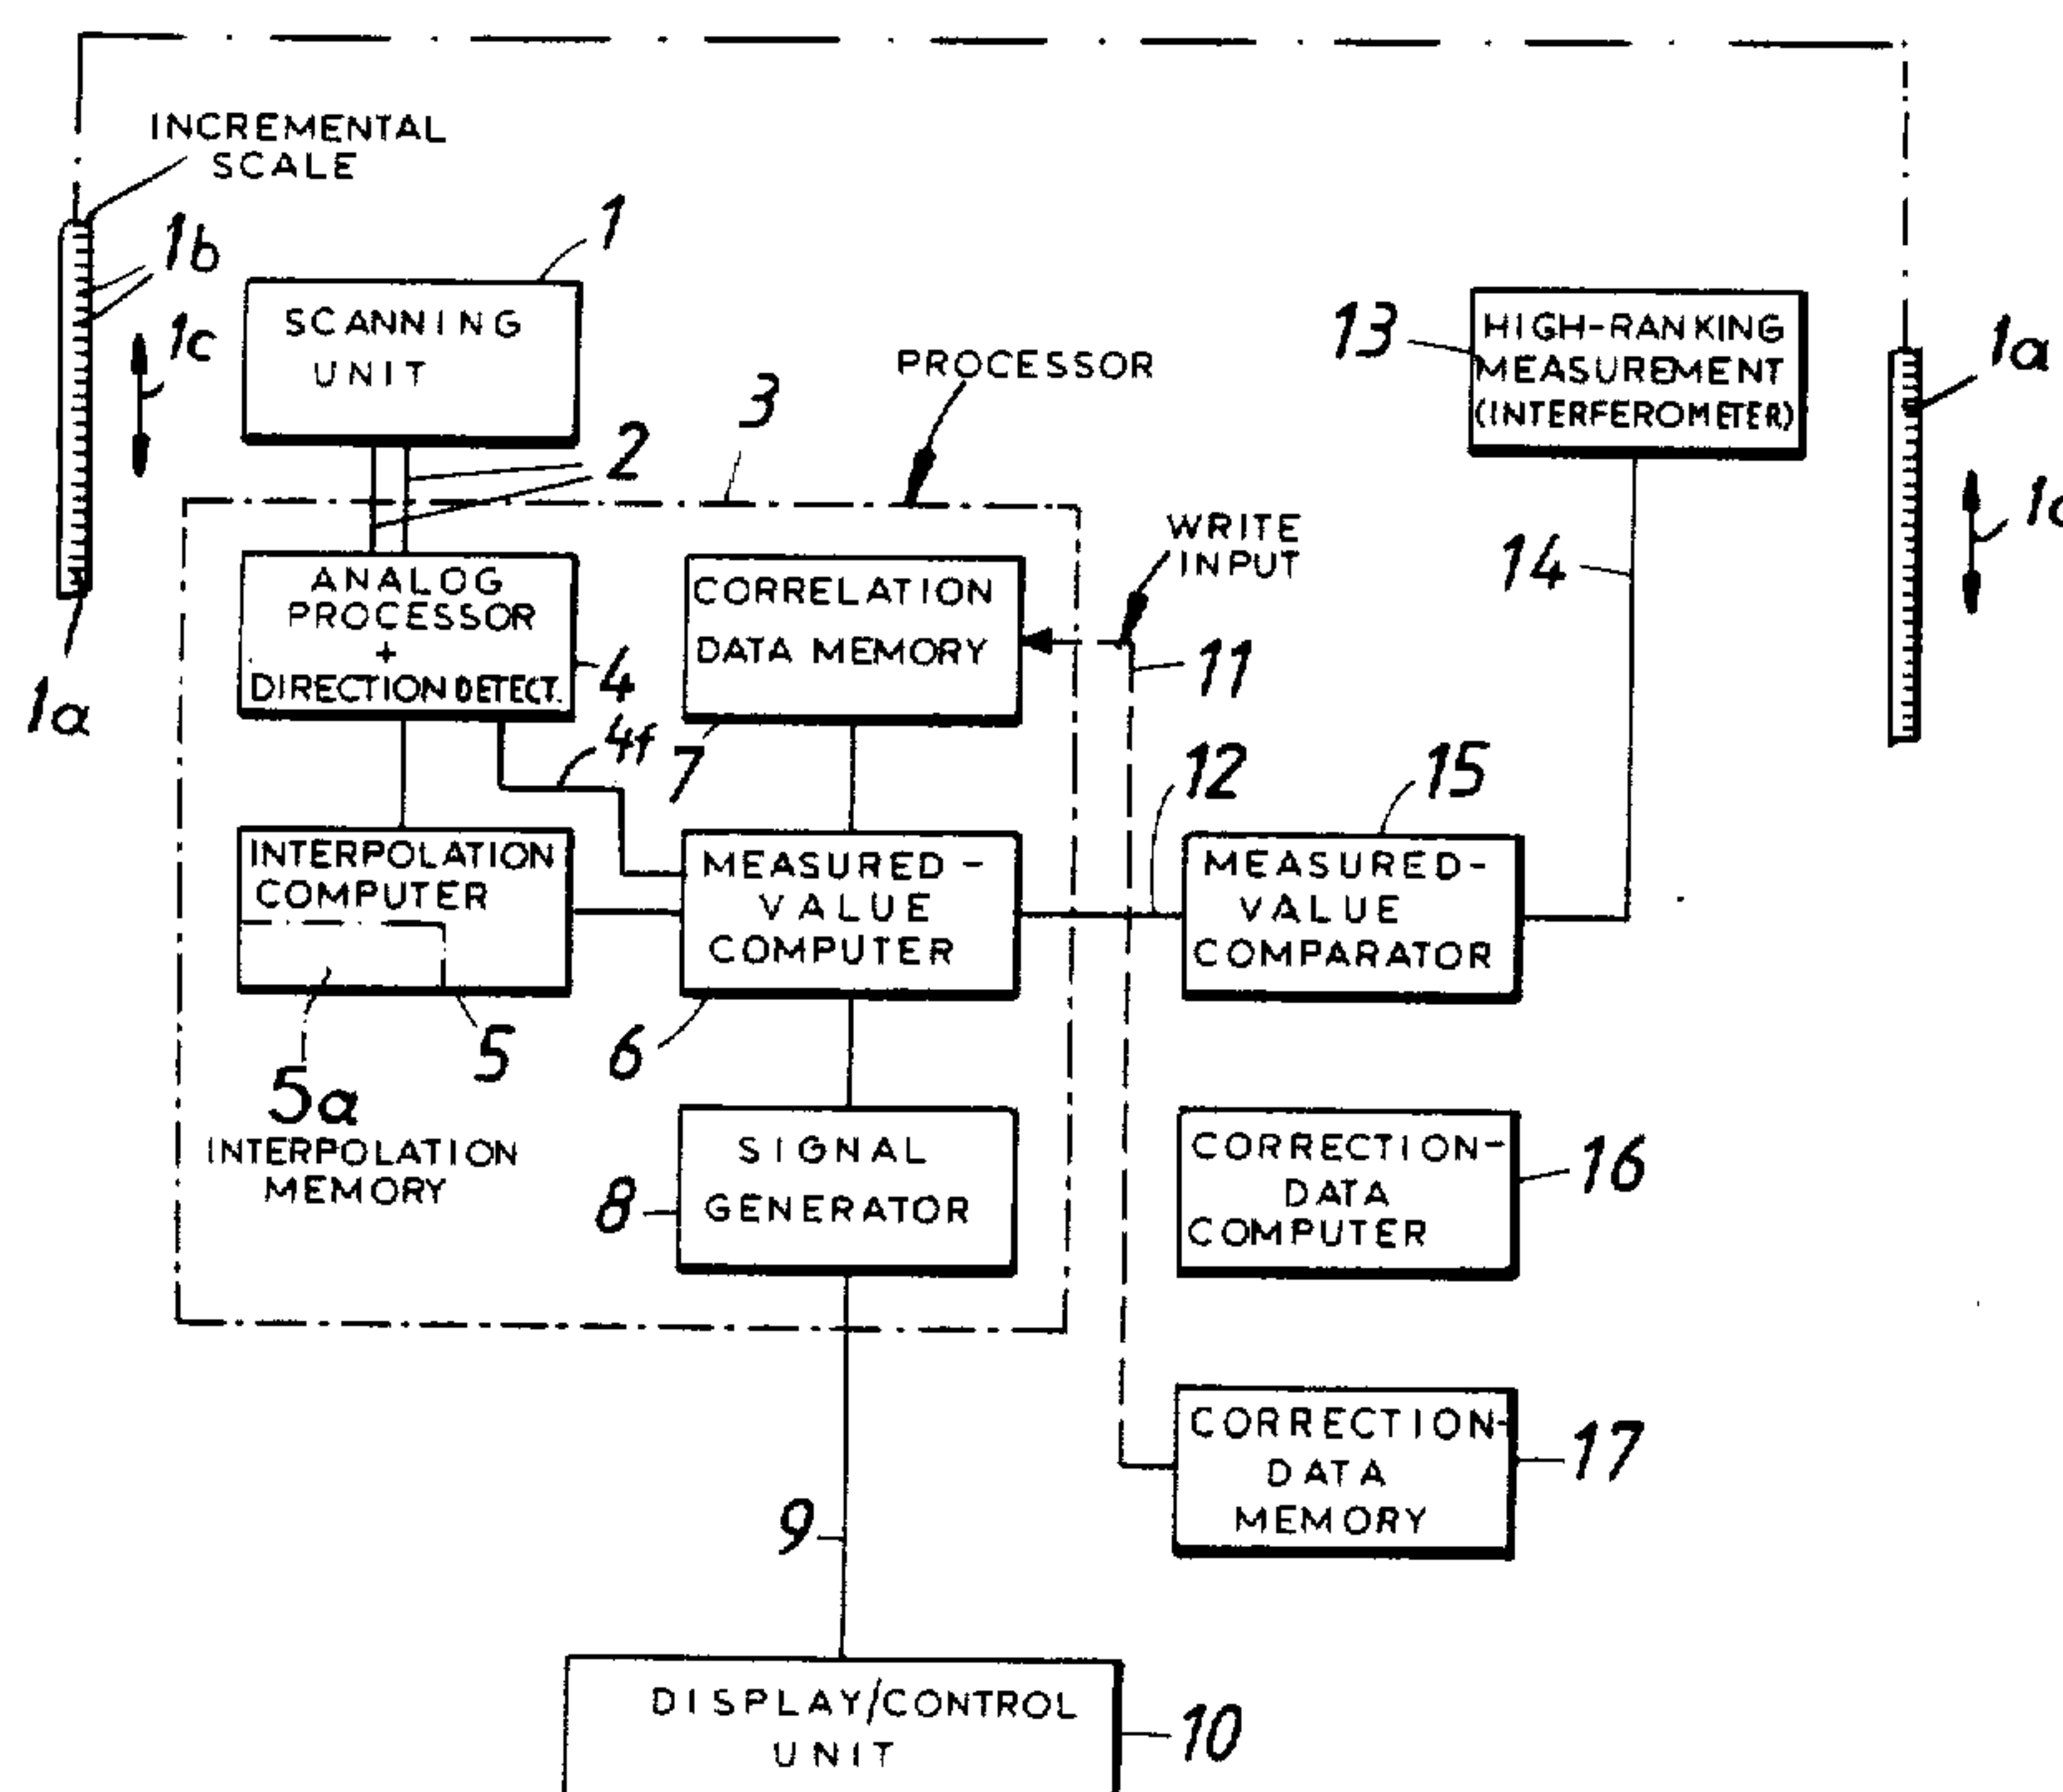 INCREMENTAL
SCALE
1b
1c
1
SCANNING
UNIT
2
3
PROCESSOR
13
HIGH-RANKING
MEASUREMENT
(INTERFEROMETER)
1a
WRITE
INPUT
14
ANALOG
PROCESSOR
+
DIRECTION DETECT.
4
CORRELATION
DATA MEMORY
11
1a
4f
7
12
15
INTERPOLATION
COMPUTER
MEASURED-
VALUE
COMPUTER
MEASURED-
VALUE
COMPARATOR
5a
5
6
INTERPOLATION
MEMORY
8
SIGNAL
GENERATOR
CORRECTION-
DATA
COMPUTER
16
CORRECTION-
DATA
MEMORY
17
9
DISPLAY/CONTROL
UNIT
10